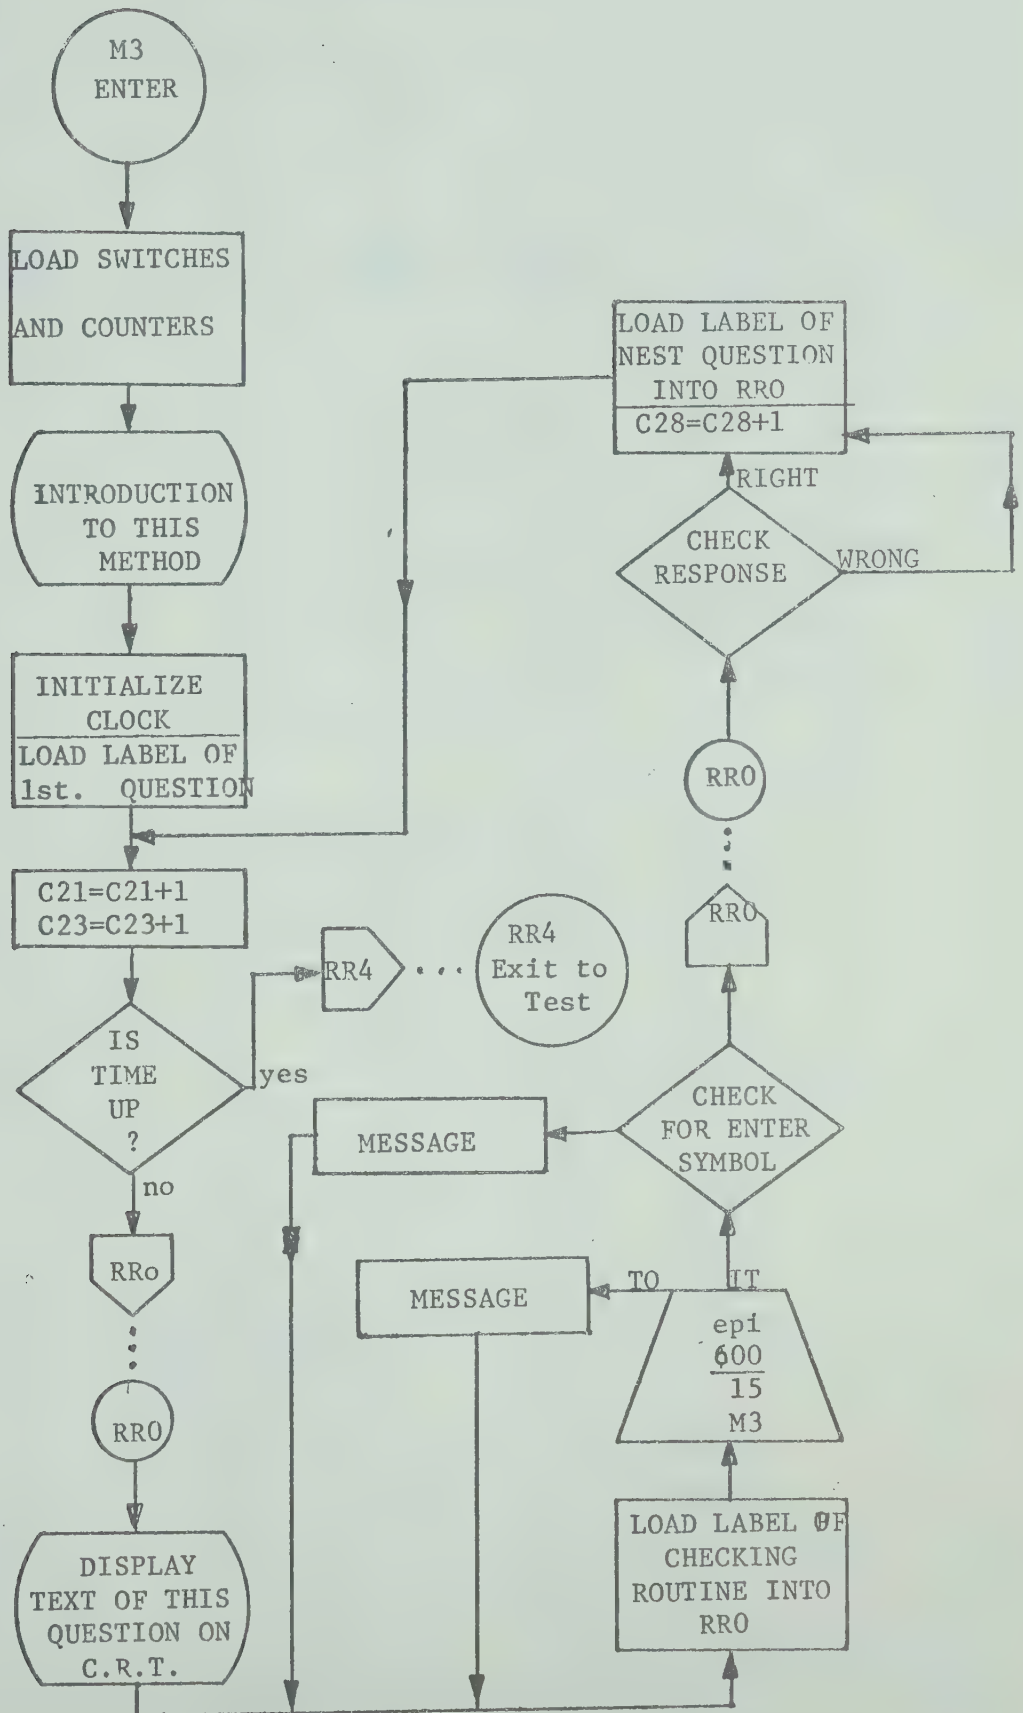 M3
ENTER
LOAD SWITCHES
AND COUNTERS
INTRODUCTION
TO THIS
METHOD
INITIALIZE
CLOCK
LOAD LABEL OF
1st. QUESTION
C21=C21+1
C23=C23+1
IS
TIME
UP
?
yes
no
RR4
RR4
Exit to
Test
RRo
RRO
DISPLAY
TEXT OF THIS
QUESTION ON
C.R.T.
LOAD LABEL OF
CHECKING
ROUTINE INTO
RRO
epi
600
15
M3
TO
IT
MESSAGE
CHECK
FOR ENTER
SYMBOL
MESSAGE
RRO
RRO
CHECK
RESPONSE
RIGHT
WRONG
LOAD LABEL OF
NEST QUESTION
INTO RRO
C28=C28+1